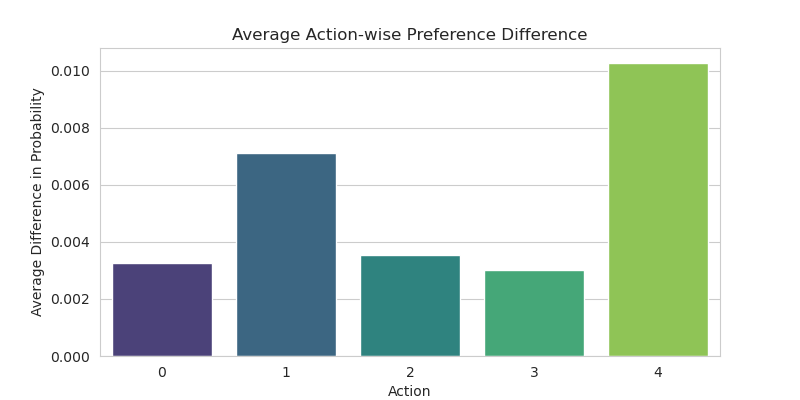 Average Action-wise Preference Difference
Average Difference in Probability
0.010
0.008
0.006
0.004
0.002
0.000
0 1 2 3 4
Action